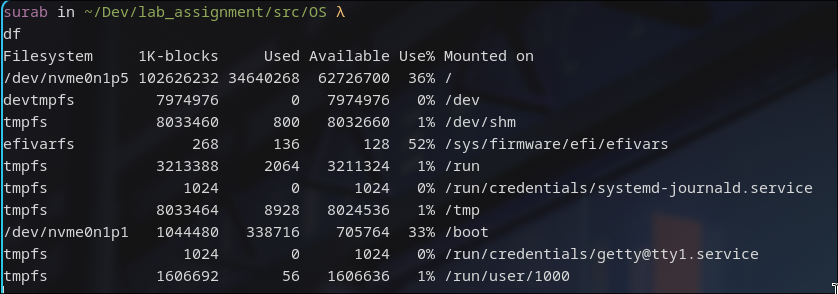 surab in ~/Dev/lab_assignment/src/OS λ
df
Filesystem     1K-blocks     Used Available Use% Mounted on
/dev/nvme0n1p5 102626232 34640268  62726700  36% /
devtmpfs         7974976        0   7974976   0% /dev
tmpfs            8033460      800   8032660   1% /dev/shm
efivarfs             268      136       128  52% /sys/firmware/efi/efivars
tmpfs            3213388     2064   3211324   1% /run
tmpfs               1024        0      1024   0% /run/credentials/systemd-journald.service
tmpfs            8033464     8928   8024536   1% /tmp
/dev/nvme0n1p1   1044480   338716    705764  33% /boot
tmpfs               1024        0      1024   0% /run/credentials/getty@tty1.service
tmpfs            1606692       56   1606636   1% /run/user/1000